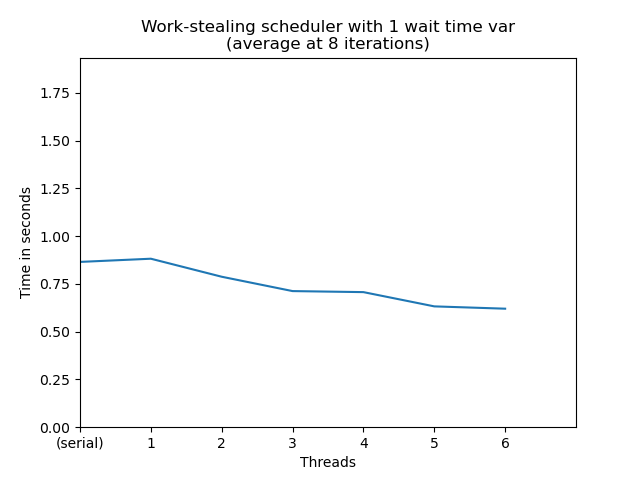 Work-stealing scheduler with 1 wait time var
(average at 8 iterations)
Time in seconds
1.75
1.50
1.25
1.00
0.75
0.50
0.25
0.00
(serial) 1 2 3 4 5 6
Threads